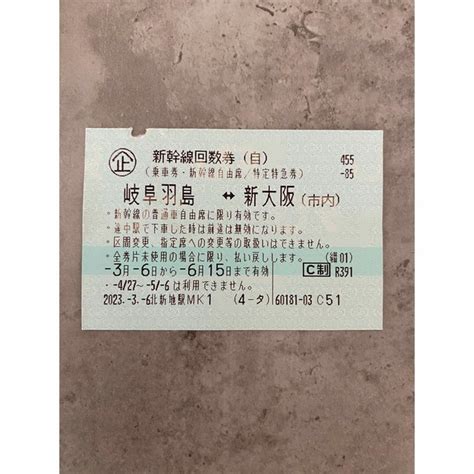 企 新幹線回数券(自) 455
(乗車券・新幹線自由席/特定特急券) -85
岐阜羽島 ↔ 新大阪(市内)
・新幹線の普通車自由席に限り有効です。
・途中駅で下車した時は前途は無効になります。
・区間変更、指定席への変更等の取扱いはできません。
・全券片未使用の場合に限り、払い戻しします。 (編01)
-3月-6日から-6月15日まで有効 C制 R391
・-4/27~-5/-6は利用できません。
2023.-3.-6北新地駅MK1 (4-タ) 60181-03 C51